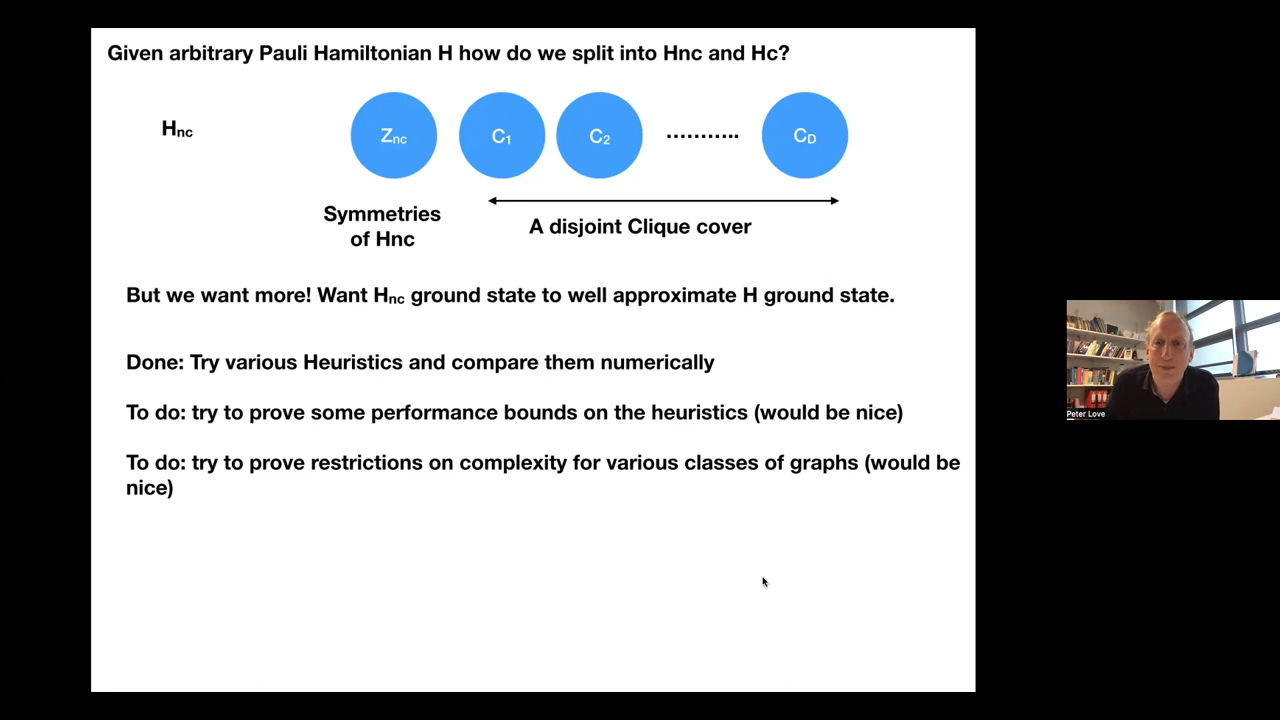 Given arbitrary Pauli Hamiltonian H how do we split into Hnc and Hc?
Hnc
Znc
C1
C2
...........
CD
Symmetries
of Hnc
A disjoint Clique cover
But we want more! Want Hnc ground state to well approximate H ground state.
Done: Try various Heuristics and compare them numerically
To do: try to prove some performance bounds on the heuristics (would be nice)
To do: try to prove restrictions on complexity for various classes of graphs (would be
nice)
Peter Love